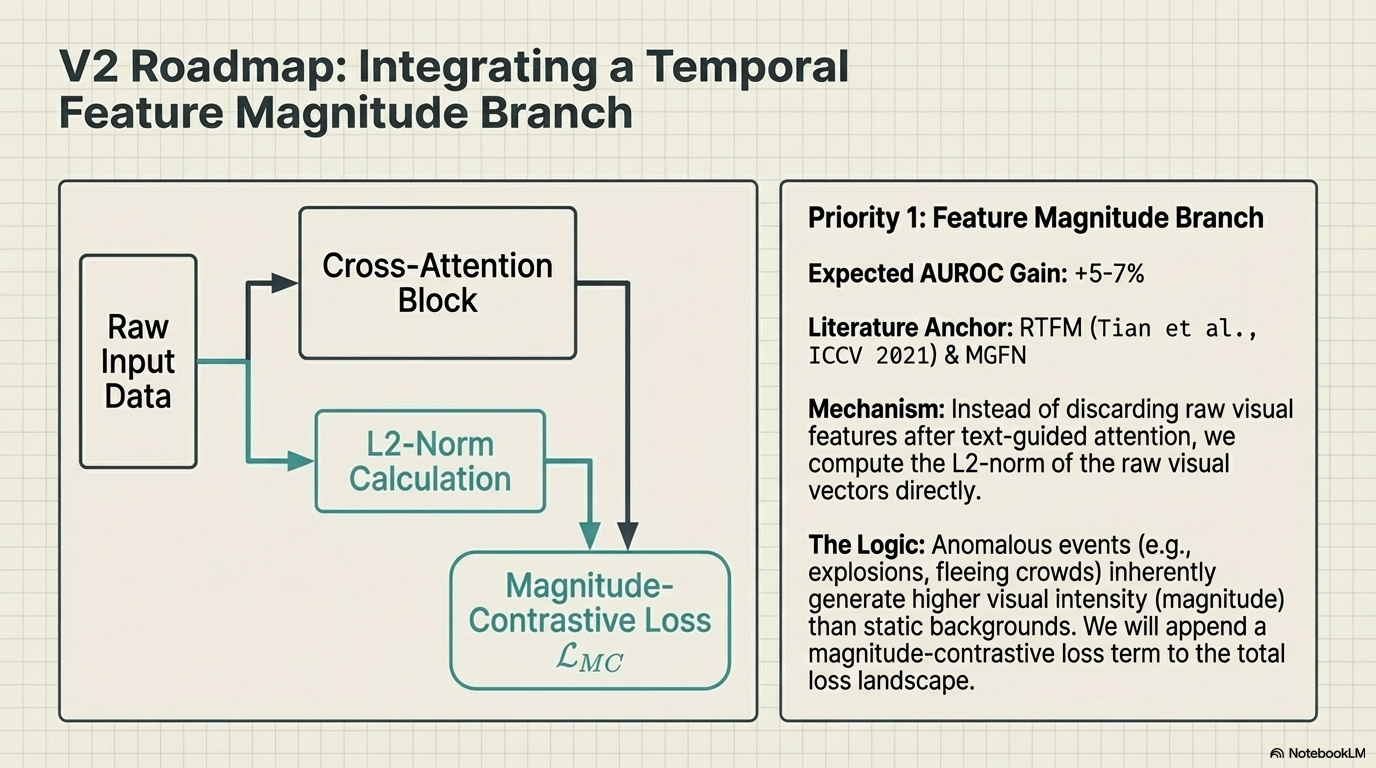 V2 Roadmap: Integrating a Temporal
Feature Magnitude Branch
Raw
Input
Data
Cross-Attention
Block
L2-Norm
Calculation
Magnitude-
Contrastive Loss
ℒ_MC
Priority 1: Feature Magnitude Branch
Expected AUROC Gain: +5-7%
Literature Anchor: RTFM (Tian et al.,
ICCV 2021) & MGFN
Mechanism: Instead of discarding raw visual
features after text-guided attention, we
compute the L2-norm of the raw visual
vectors directly.
The Logic: Anomalous events (e.g.,
explosions, fleeing crowds) inherently
generate higher visual intensity (magnitude)
than static backgrounds. We will append a
magnitude-contrastive loss term to the total
loss landscape.
NotebookLM